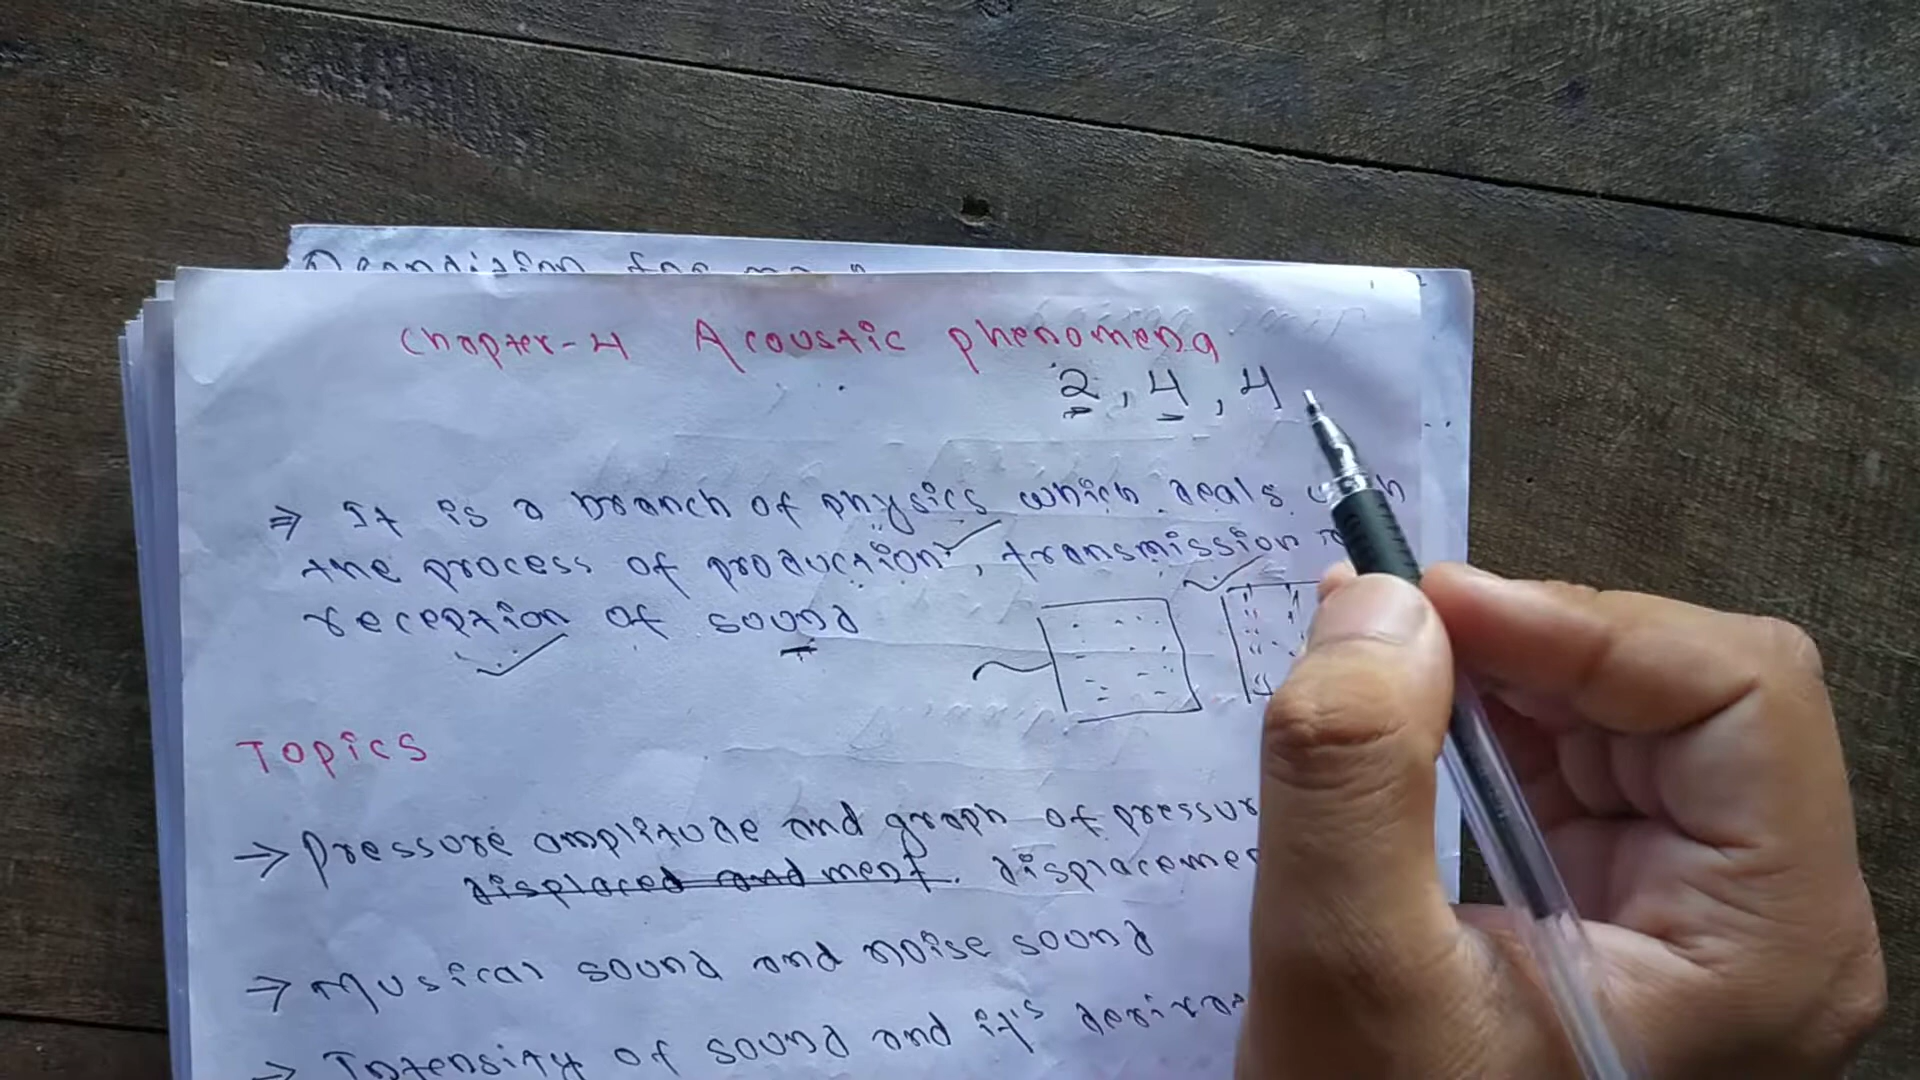 Chapter-4 Acoustic phenomena
2, 4, 4
⇒ It is a branch of physics which deals with
the process of production, transmission
reception of sound
Topics
→ Pressure amplitude and graph of pressur
displaced and ment. displacemen
→ Musical sound and noise sound
→ Intensity of sound and it's